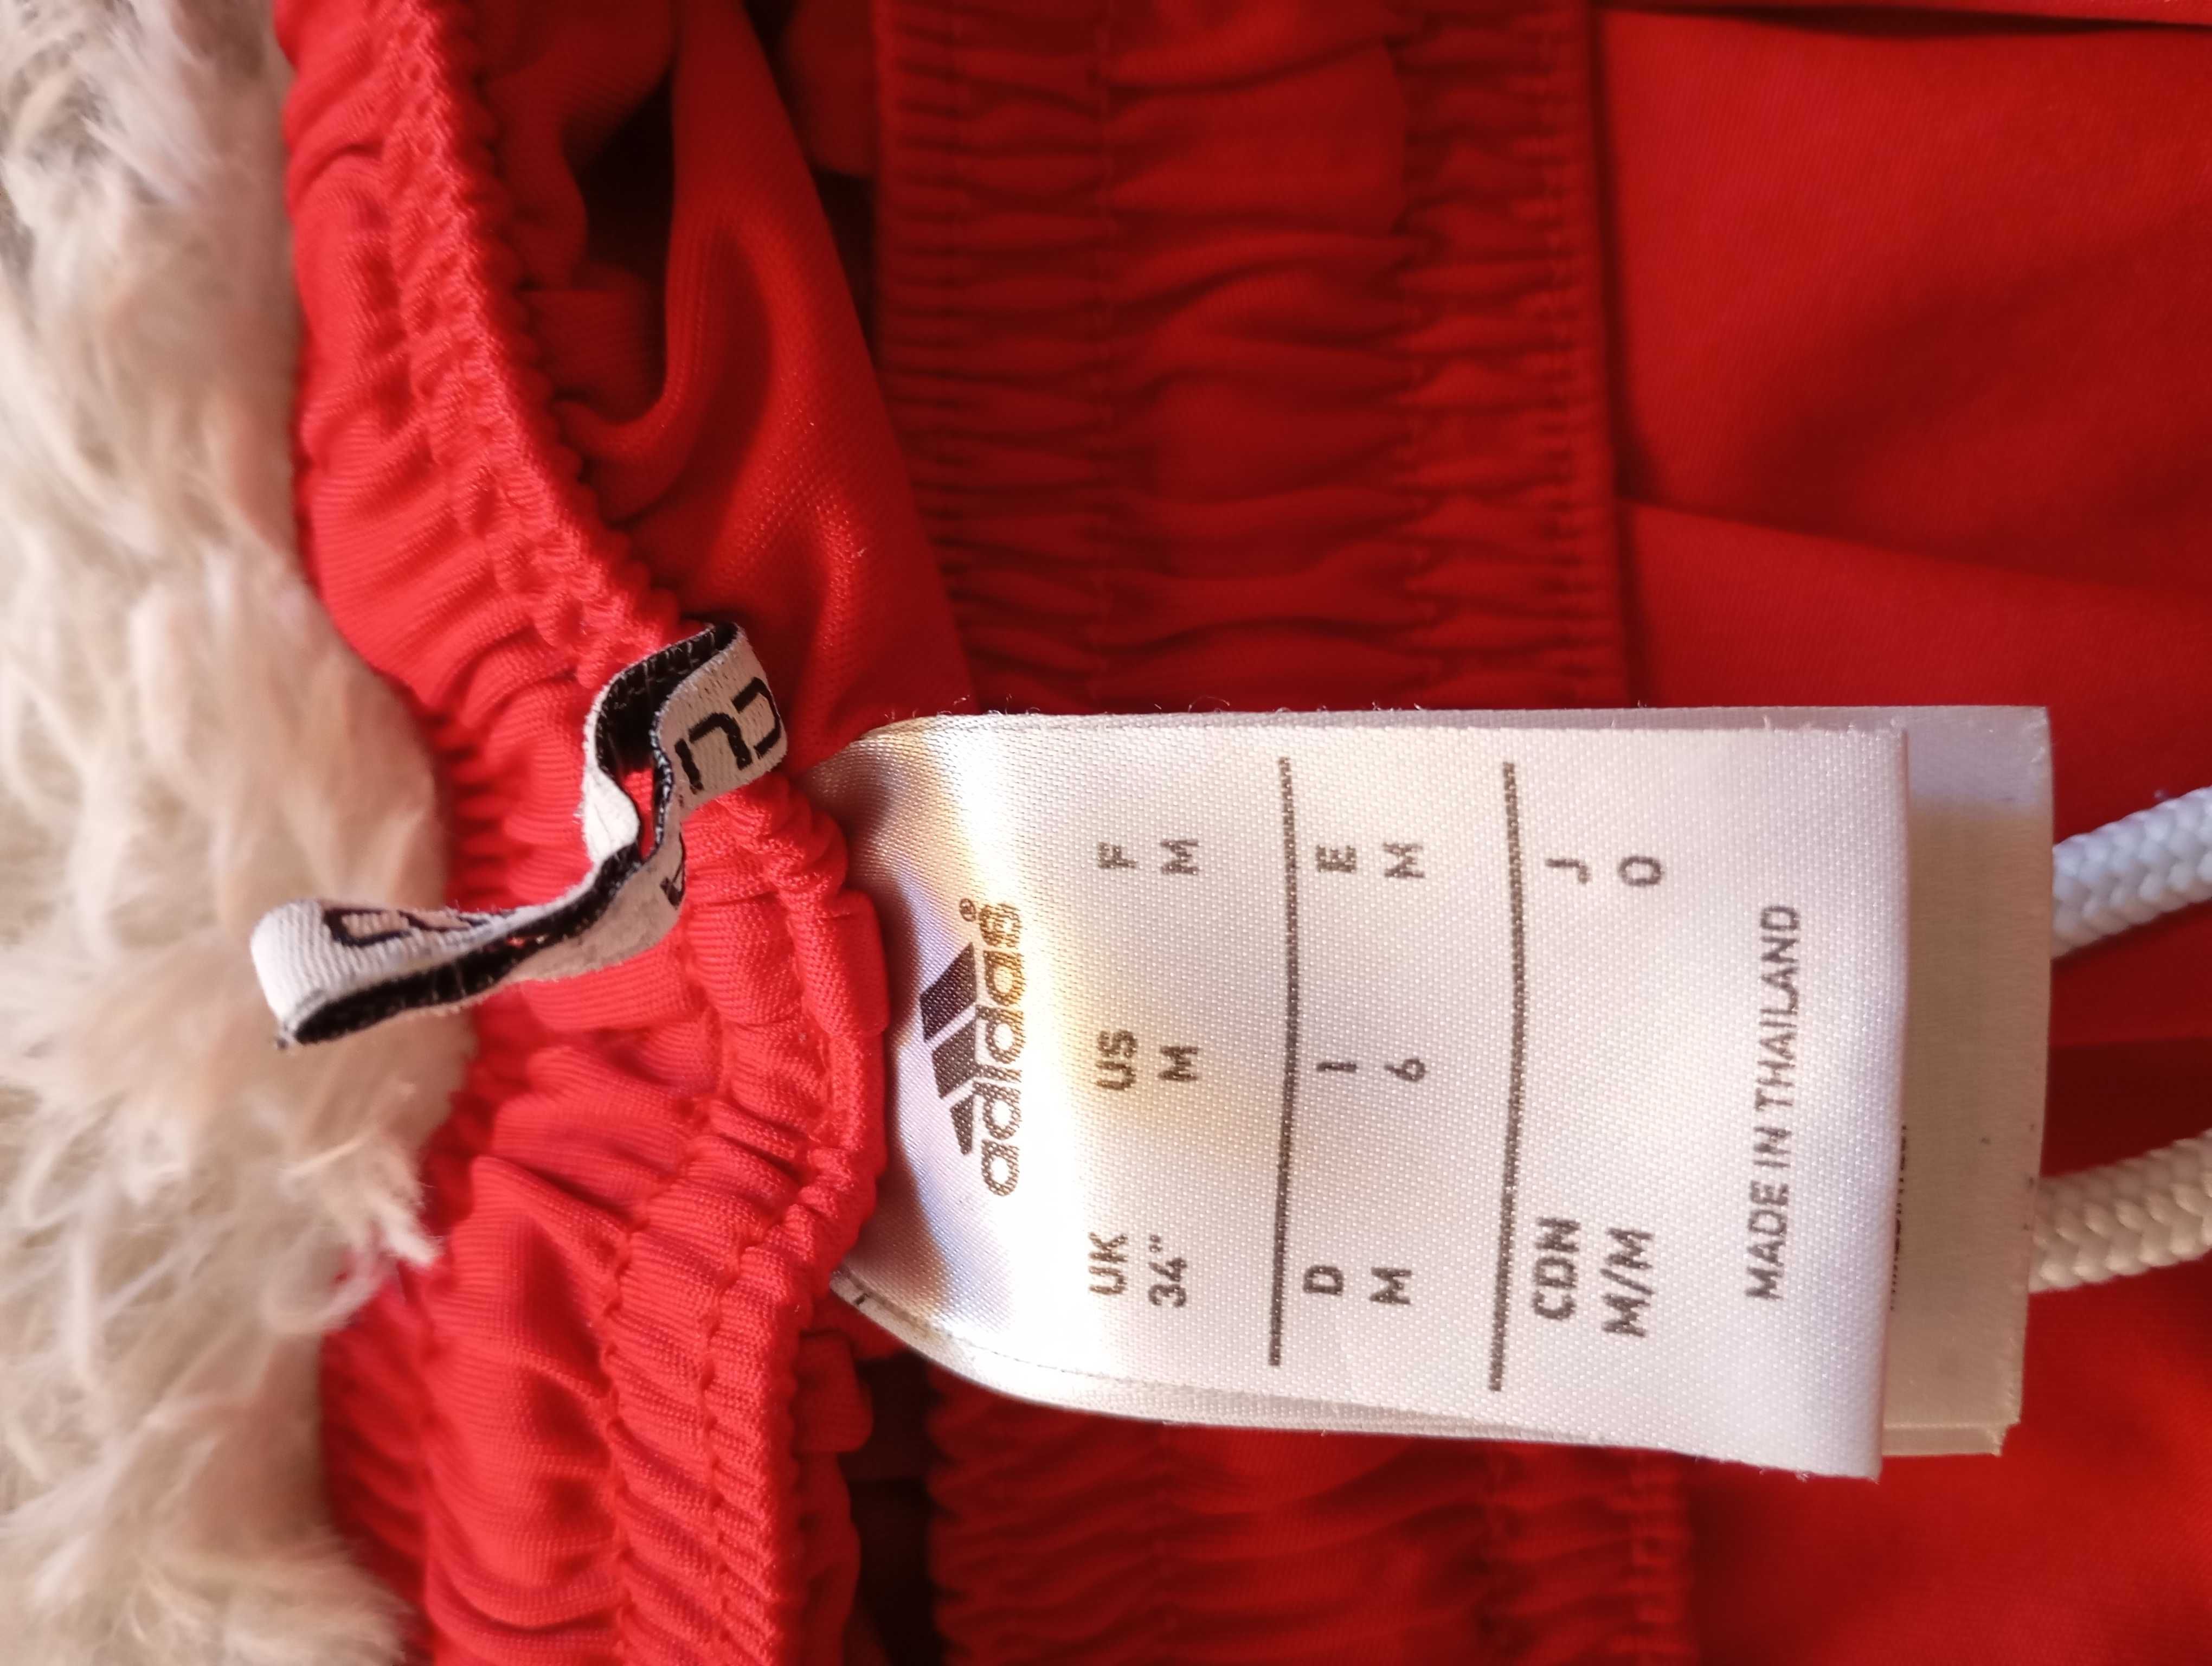 adidas®
UK US F
34" M M
D I E
M 6 M
CDN J
M/M O
MADE IN THAILAND